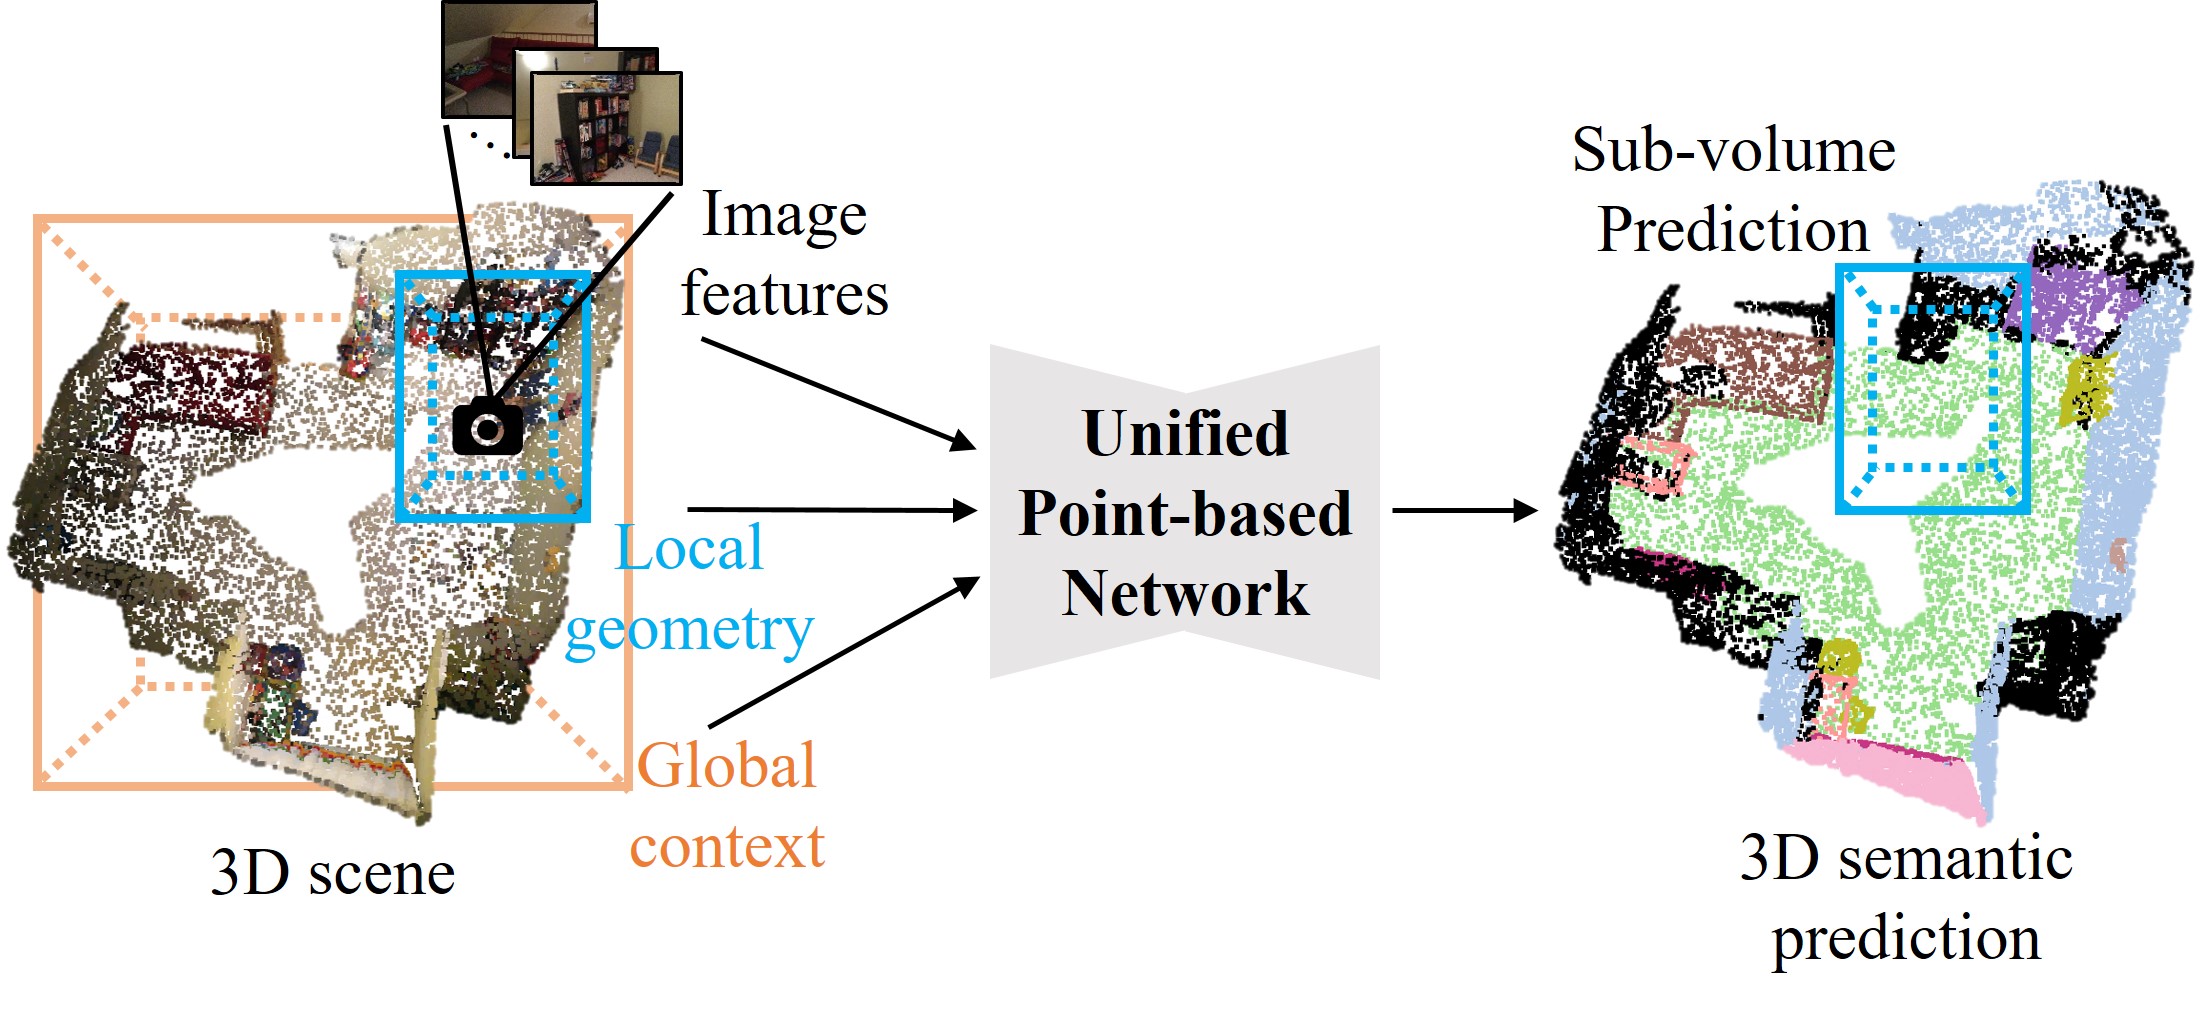 Image
features
Local
geometry
Global
context
3D scene
Unified
Point-based
Network
Sub-volume
Prediction
3D semantic
prediction